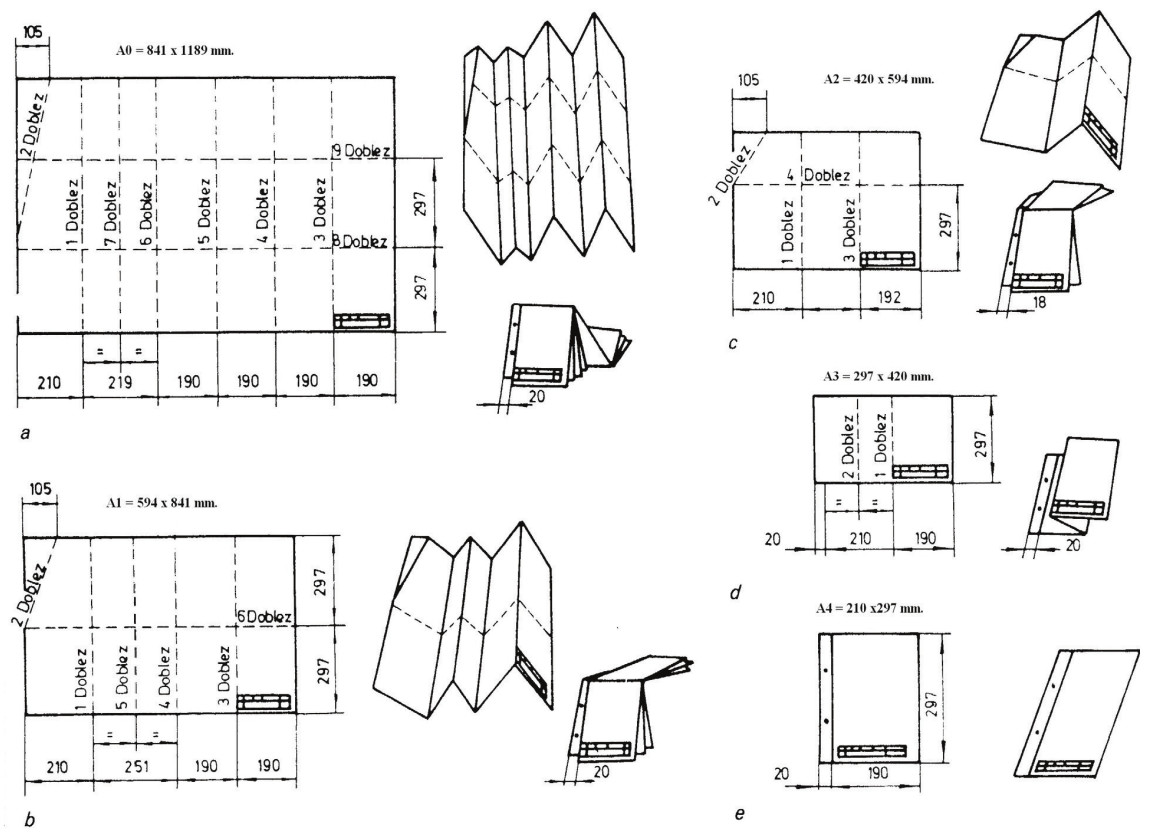 105
A0 = 841 x 1189 mm.
2 Doblez
9 Doblez
1 Doblez
7 Doblez
6 Doblez
5 Doblez
4 Doblez
3 Doblez
8 Doblez
297
297
= =
210 219 190 190 190 190
20
a
105
A1 = 594 x 841 mm.
2 Doblez
6 Doblez
1 Doblez
5 Doblez
4 Doblez
3 Doblez
297
297
= =
210 251 190 190
20
b
105
A2 = 420 x 594 mm.
2 Doblez
4 Doblez
1 Doblez
3 Doblez
297
210 192
18
c
A3 = 297 x 420 mm.
2 Doblez
1 Doblez
297
= =
20 210 190
20
d
A4 = 210 x297 mm.
297
20 190
e